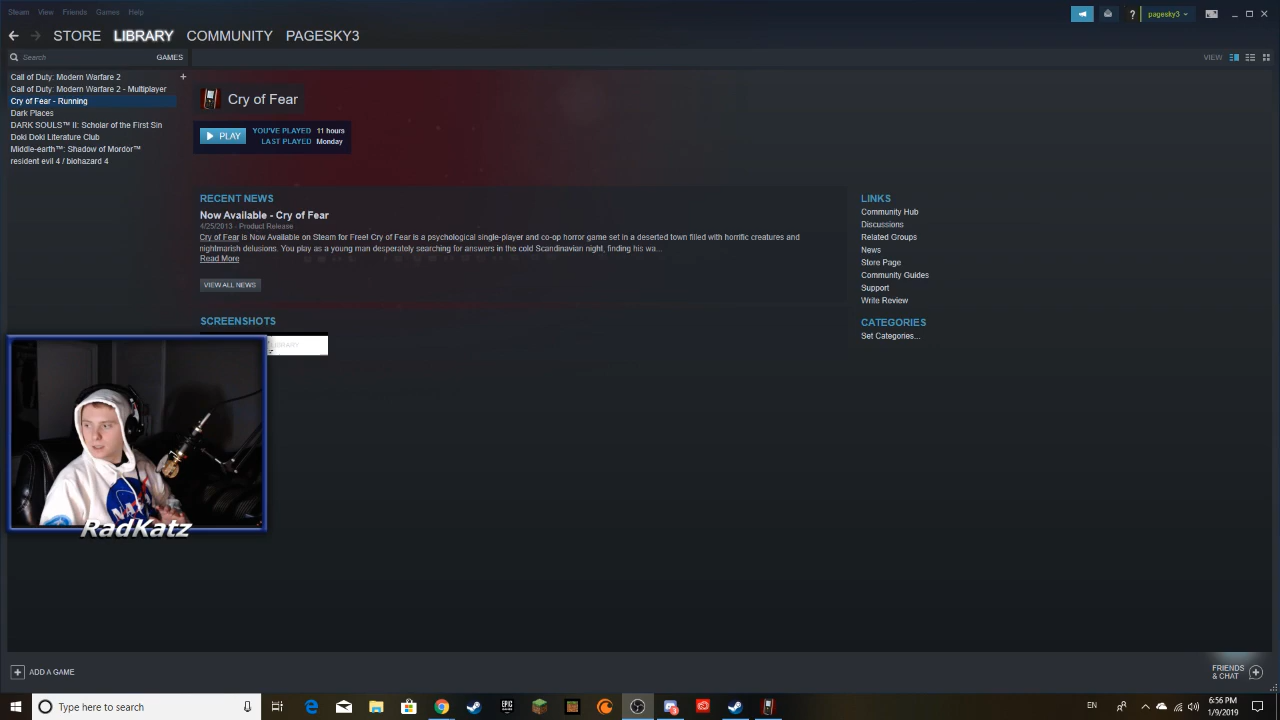 Steam View Friends Games Help
pagesky3
STORE LIBRARY COMMUNITY PAGESKY3
Search GAMES VIEW
Call of Duty: Modern Warfare 2
Call of Duty: Modern Warfare 2 - Multiplayer
Cry of Fear - Running
Dark Places
DARK SOULS™ II: Scholar of the First Sin
Doki Doki Literature Club
Middle-earth™: Shadow of Mordor™
resident evil 4 / biohazard 4
Cry of Fear
PLAY
YOU'VE PLAYED 11 hours
LAST PLAYED Monday
RECENT NEWS
Now Available - Cry of Fear
4/25/2013 - Product Release
Cry of Fear is Now Available on Steam for Free! Cry of Fear is a psychological single-player and co-op horror game set in a deserted town filled with horrific creatures and
nightmarish delusions. You play as a young man desperately searching for answers in the cold Scandinavian night, finding his wa...
Read More
VIEW ALL NEWS
SCREENSHOTS
LIBRARY
LINKS
Community Hub
Discussions
Related Groups
News
Store Page
Community Guides
Support
Write Review
CATEGORIES
Set Categories...
RadKatz
ADD A GAME
FRIENDS
& CHAT
Type here to search
EPIC
EN
6:56 PM
1/9/2019